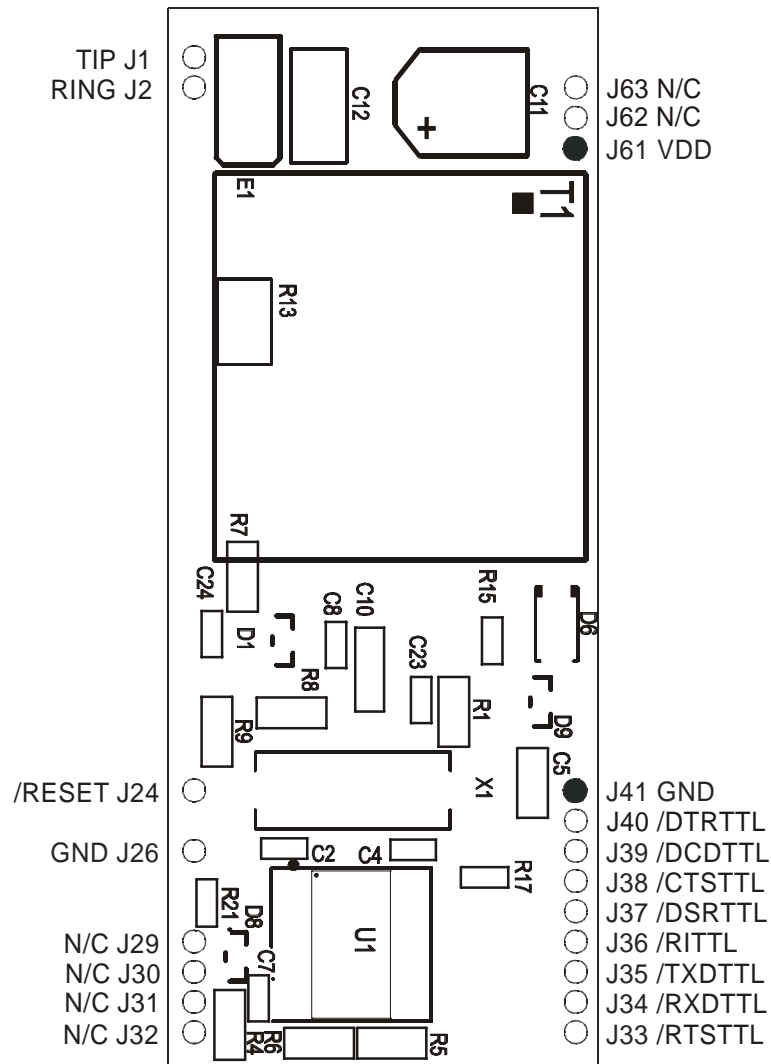 TIP J1
RING J2
J63 N/C
J62 N/C
J61 VDD
C12
C11
+
E1
T1
R13
R7
C24
D1
C8
C10
R15
D6
R8
C23
R1
R9
D9
C5
X1
/RESET J24
J41 GND
J40 /DTRTTL
GND J26
C2
C4
J39 /DCDTTL
R17
J38 /CTSTTL
R21
D8
J37 /DSRTTL
U1
N/C J29
C7
J36 /RITTL
N/C J30
J35 /TXDTTL
N/C J31
J34 /RXDTTL
N/C J32
R4
R6
R5
J33 /RTSTTL